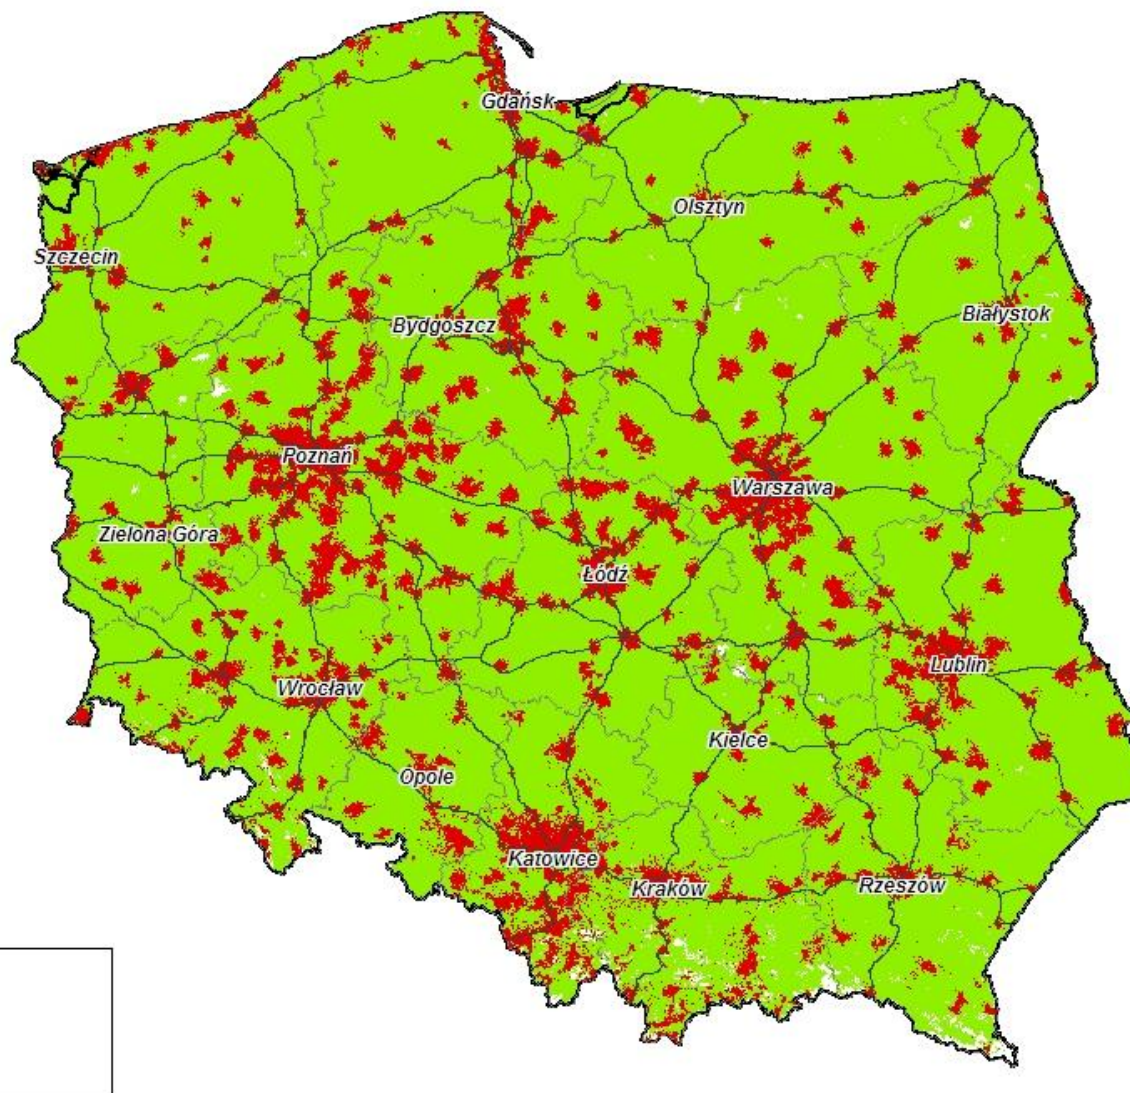 Gdańsk
Olsztyn
Szczecin
Białystok
Bydgoszcz
Poznań
Warszawa
Zielona Góra
Łódź
Lublin
Wrocław
Kielce
Opole
Katowice
Kraków
Rzeszów